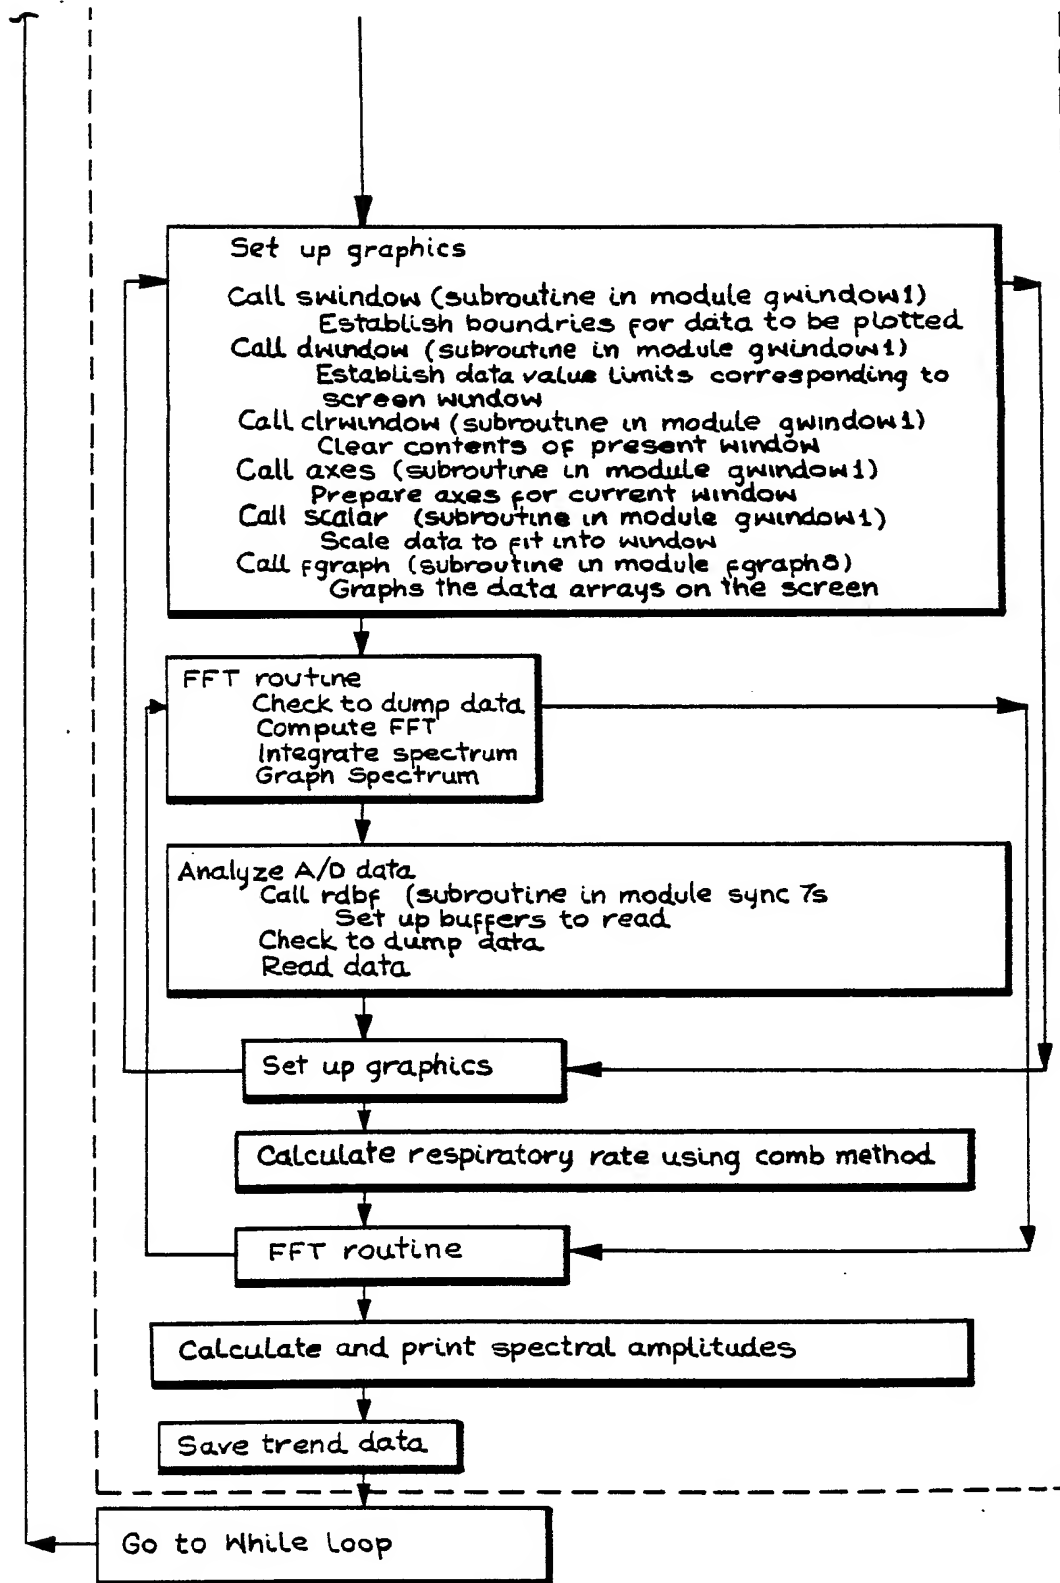 Set up graphics
Call swindow (subroutine in module gwindow1)
Establish boundries for data to be plotted
Call dwindow (subroutine in module gwindow1)
Establish data value limits corresponding to
screen window
Call clrwindow (subroutine in module gwindow1)
Clear contents of present window
Call axes (subroutine in module gwindow1)
Prepare axes for current window
Call scalar (subroutine in module gwindow1)
Scale data to fit into window
Call fgraph (subroutine in module fgraph8)
Graphs the data arrays on the screen
FFT routine
Check to dump data
Compute FFT
Integrate spectrum
Graph Spectrum
Analyze A/D data
Call rdbf (subroutine in module sync 7s
Set up buffers to read
Check to dump data
Read data
Set up graphics
Calculate respiratory rate using comb method
FFT routine
Calculate and print spectral amplitudes
Save trend data
Go to While loop